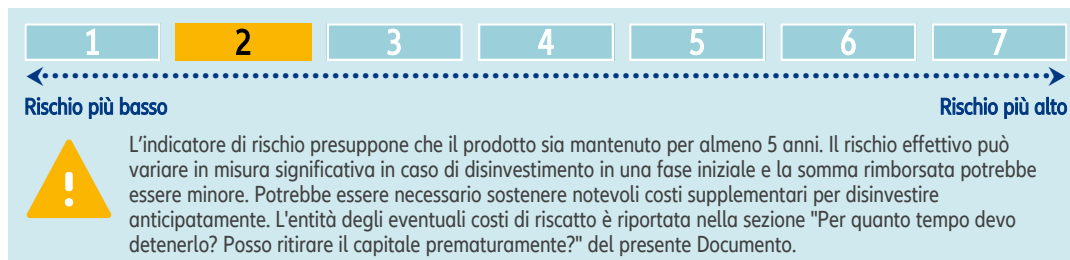 1 2 3 4 5 6 7
Rischio più basso Rischio più alto
L'indicatore di rischio presuppone che il prodotto sia mantenuto per almeno 5 anni. Il rischio effettivo può
variare in misura significativa in caso di disinvestimento in una fase iniziale e la somma rimborsata potrebbe
essere minore. Potrebbe essere necessario sostenere notevoli costi supplementari per disinvestire
anticipatamente. L'entità degli eventuali costi di riscatto è riportata nella sezione "Per quanto tempo devo
detenerlo? Posso ritirare il capitale prematuramente?" del presente Documento.